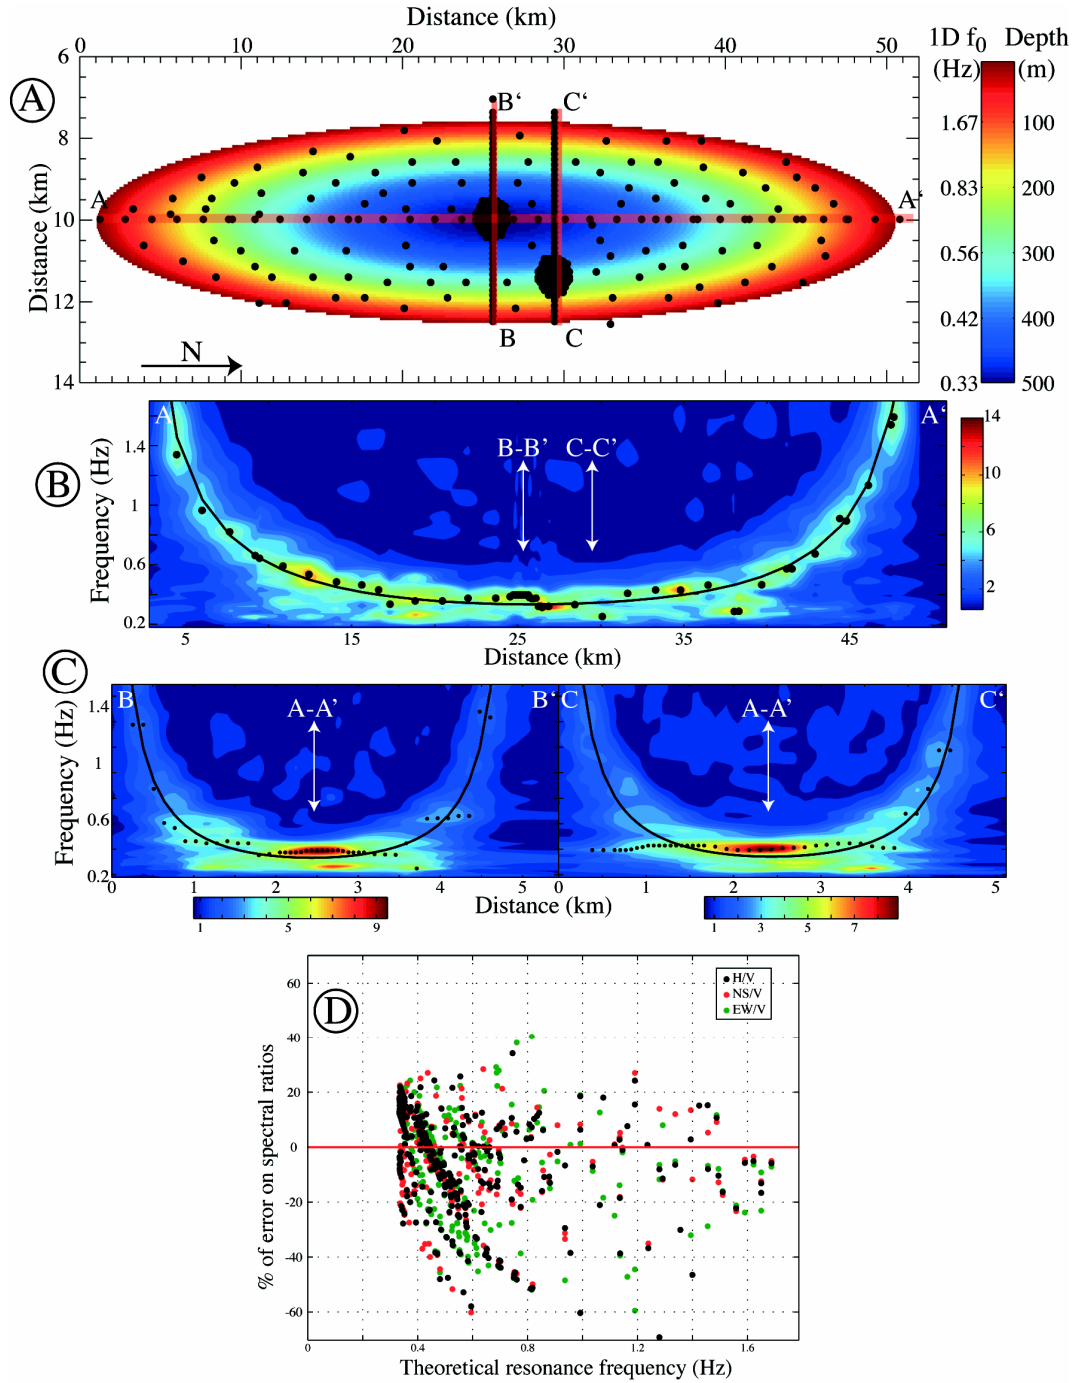 Distance (km)
0 10 20 30 40 50
1D f0 Depth
(Hz) (m)
A
6
8
10
12
14
Distance (km)
B' C'
A A'
B C
N
1.67 100
0.83 200
0.56 300
0.42 400
0.33 500
B
A A'
B-B' C-C'
Frequency (Hz)
1.4
1
0.6
0.2
5 15 25 35 45
Distance (km)
14
10
6
2
C
B B' C C'
A-A' A-A'
Frequency (Hz)
1.4
1
0.6
0.2
0 1 2 3 4 5 0 1 2 3 4 5
Distance (km)
1 5 9
1 3 5 7
D
H/V
NS/V
EW/V
% of error on spectral ratios
60
40
20
0
-20
-40
-60
0 0.4 0.8 1.2 1.6
Theoretical resonance frequency (Hz)